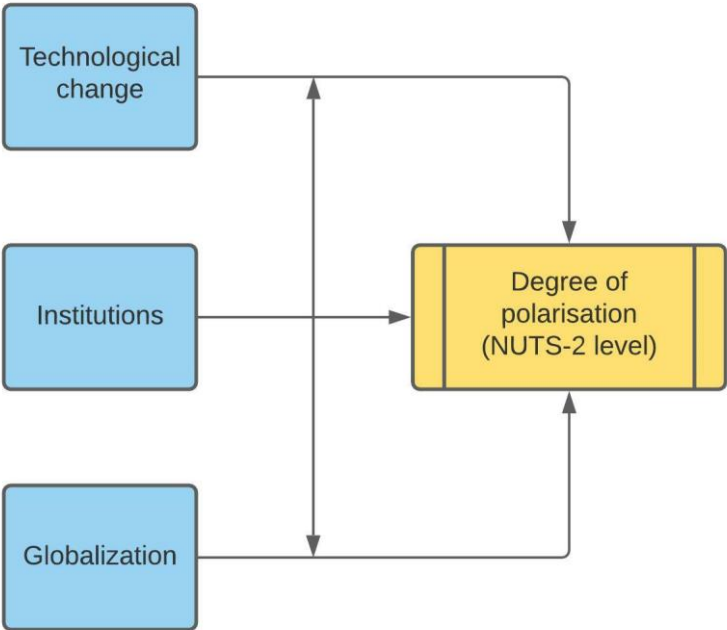 Technological
change
Institutions
Degree of
polarisation
(NUTS-2 level)
Globalization